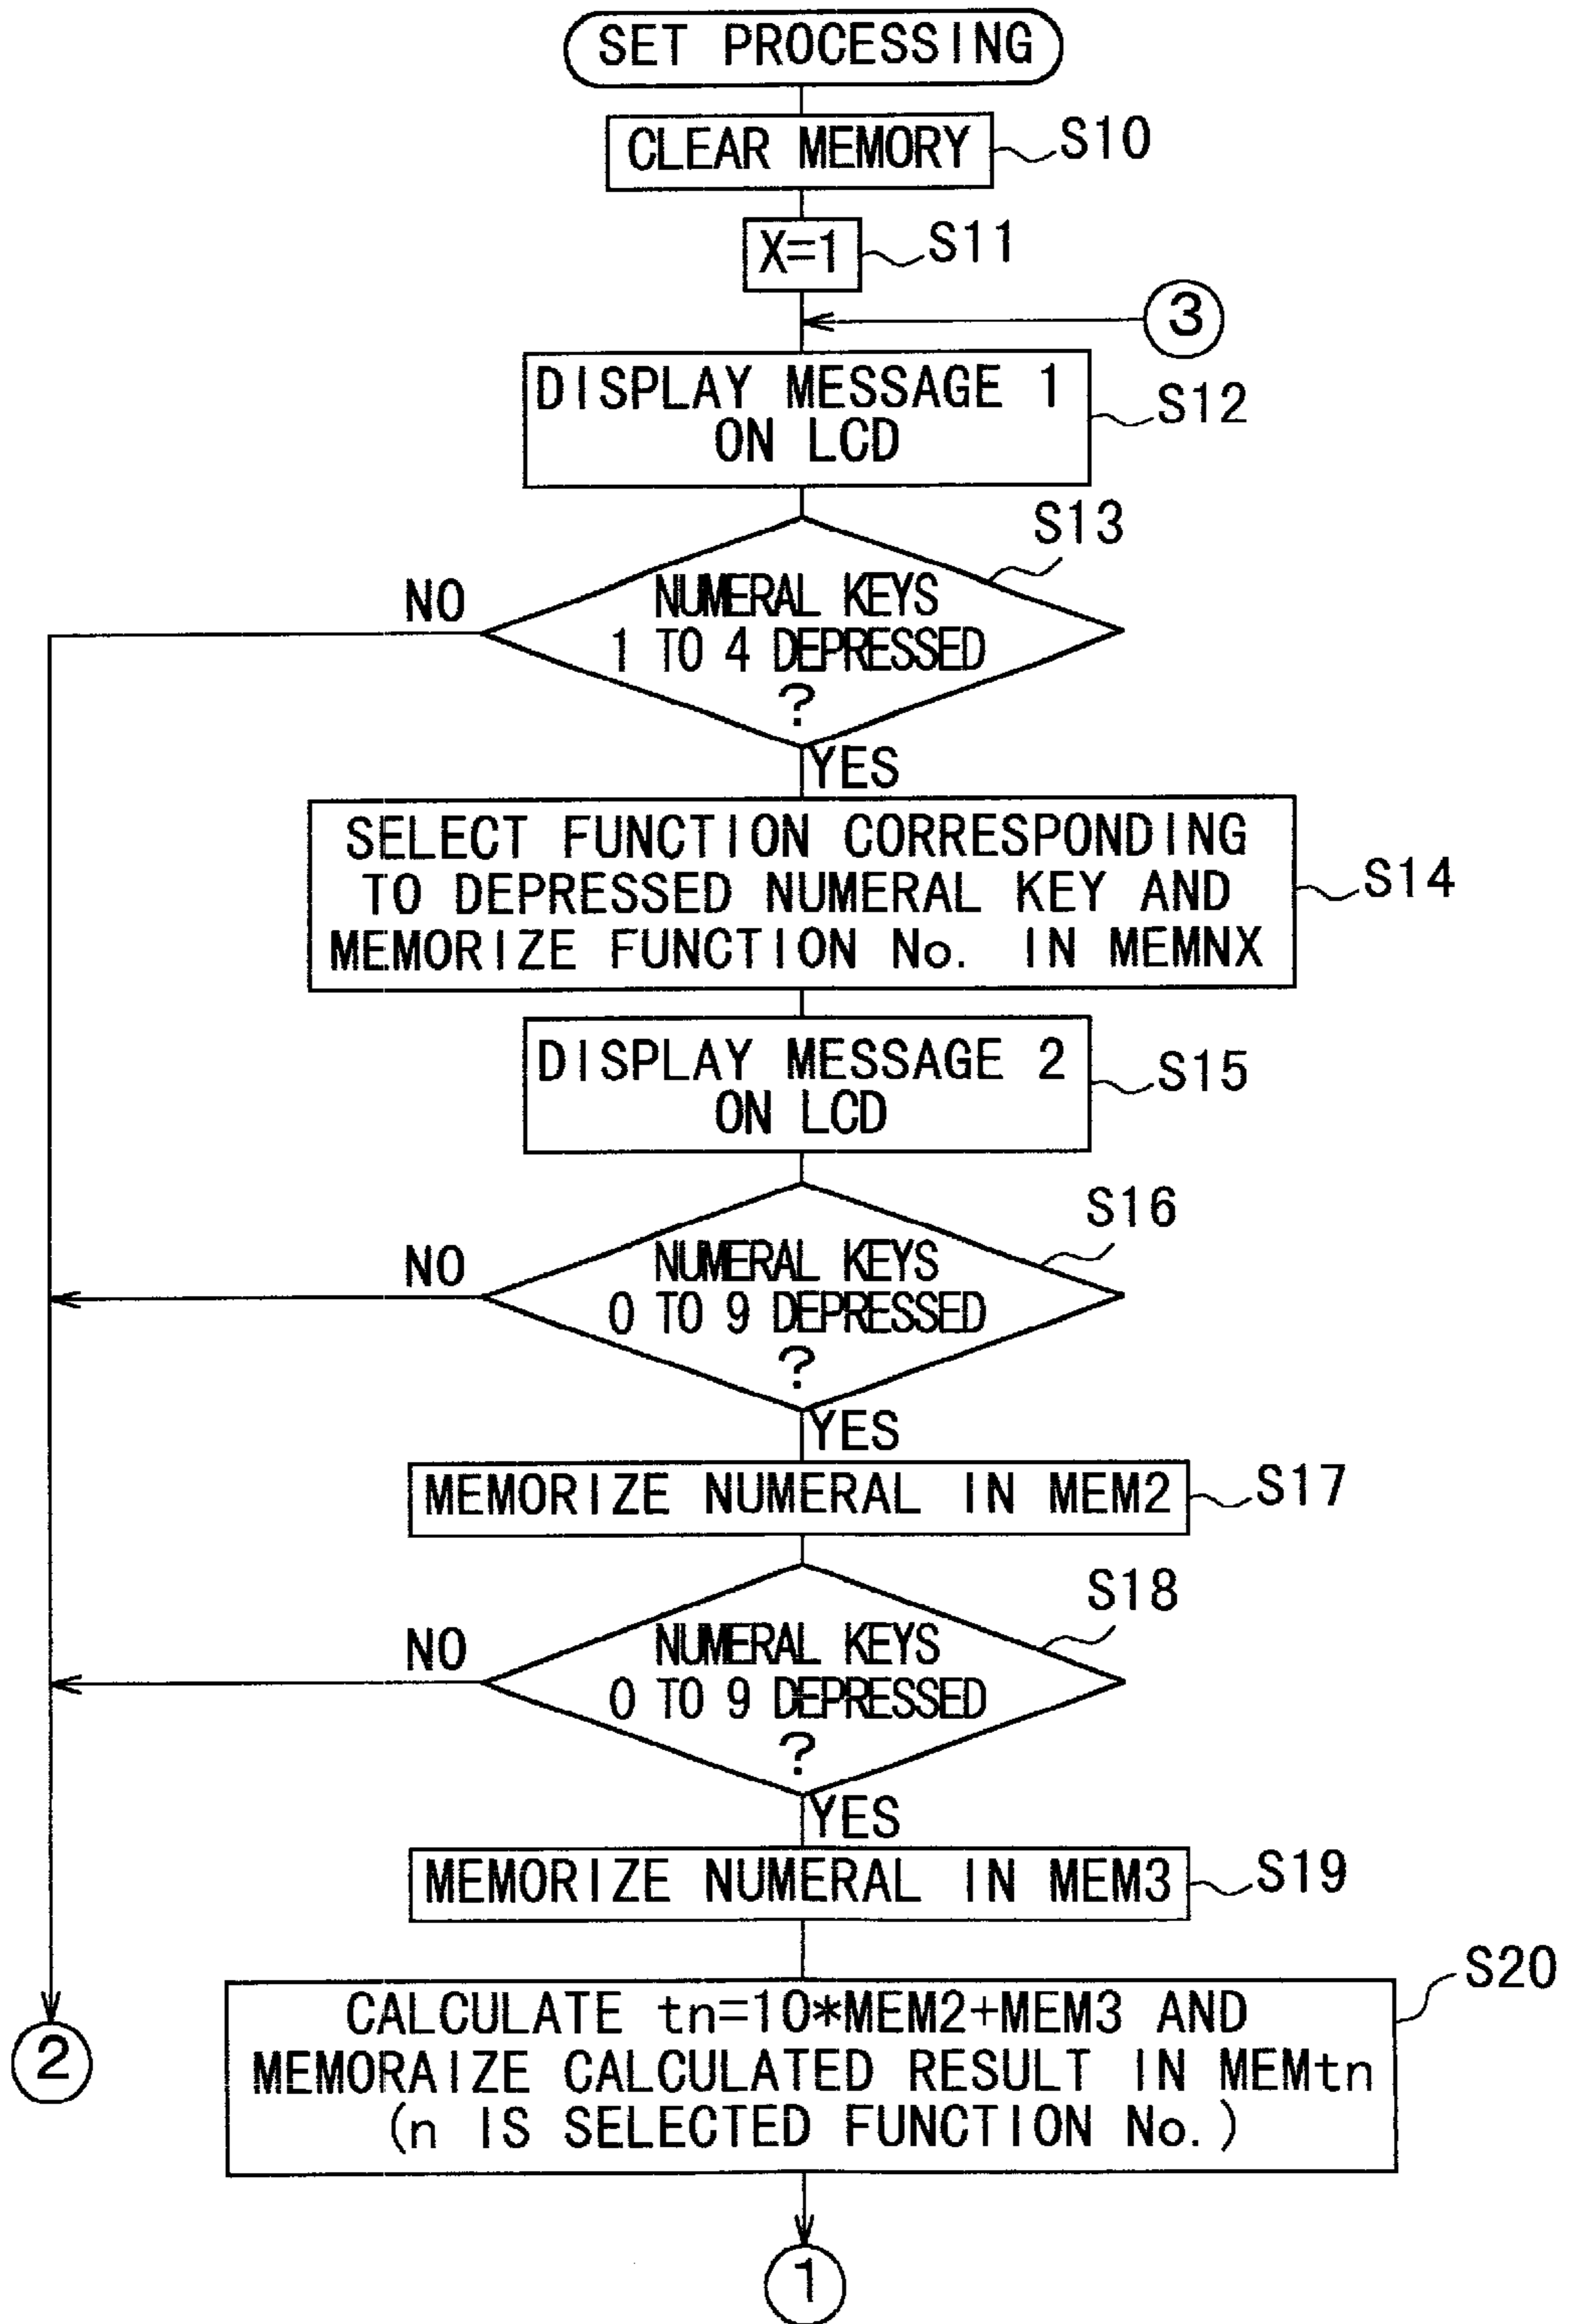 SET PROCESSING
CLEAR MEMORY
S10
X=1
S11
3
DISPLAY MESSAGE 1
ON LCD
S12
S13
NO
NUMERAL KEYS
1 TO 4 DEPRESSED
?
YES
SELECT FUNCTION CORRESPONDING
TO DEPRESSED NUMERAL KEY AND
MEMORIZE FUNCTION No. IN MEMNX
S14
DISPLAY MESSAGE 2
ON LCD
S15
S16
NO
NUMERAL KEYS
0 TO 9 DEPRESSED
?
YES
MEMORIZE NUMERAL IN MEM2
S17
S18
NO
NUMERAL KEYS
0 TO 9 DEPRESSED
?
YES
MEMORIZE NUMERAL IN MEM3
S19
S20
CALCULATE tn=10*MEM2+MEM3 AND
MEMORAIZE CALCULATED RESULT IN MEMtn
(n IS SELECTED FUNCTION No.)
2
1